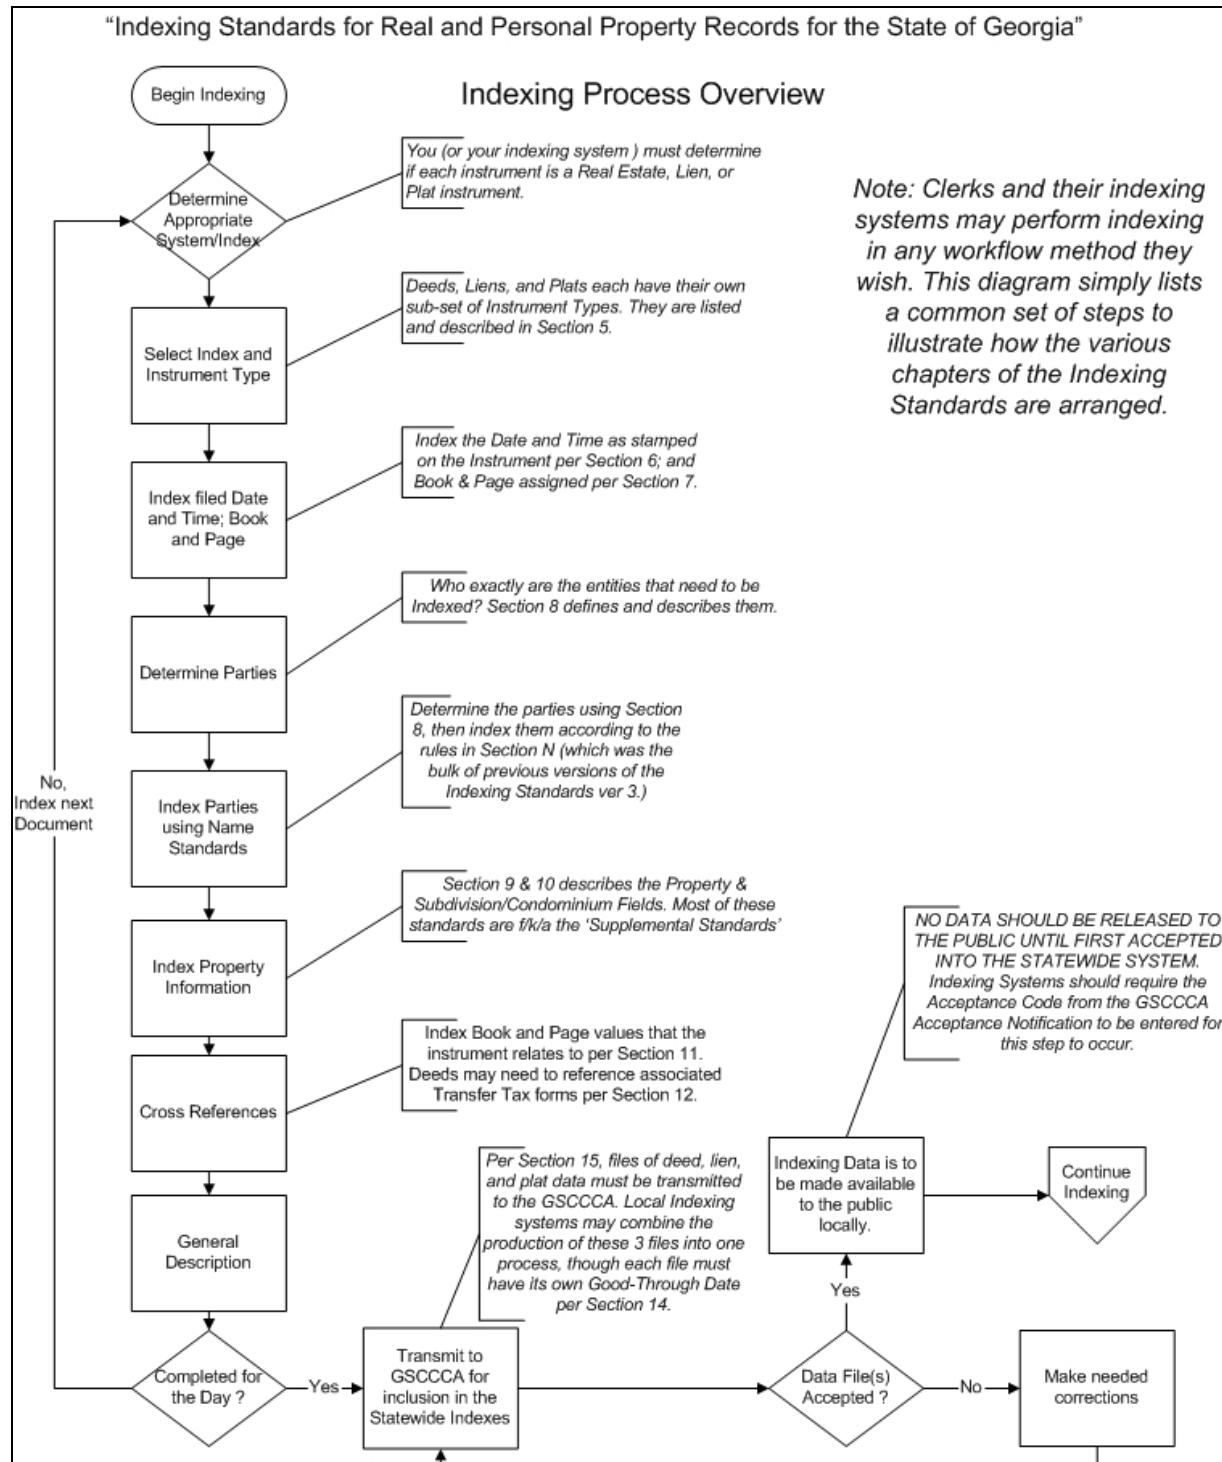 “Indexing Standards for Real and Personal Property Records for the State of Georgia”
Indexing Process Overview
Begin Indexing
You (or your indexing system ) must determine
if each instrument is a Real Estate, Lien, or
Plat instrument.
Determine
Appropriate
System/Index
Note: Clerks and their indexing
systems may perform indexing
in any workflow method they
wish. This diagram simply lists
a common set of steps to
illustrate how the various
chapters of the Indexing
Standards are arranged.
Deeds, Liens, and Plats each have their own
sub-set of Instrument Types. They are listed
and described in Section 5.
Select Index and
Instrument Type
Index the Date and Time as stamped
on the Instrument per Section 6; and
Book & Page assigned per Section 7.
Index filed Date
and Time; Book
and Page
Who exactly are the entities that need to be
Indexed? Section 8 defines and describes them.
Determine Parties
Determine the parties using Section
8, then index them according to the
rules in Section N (which was the
bulk of previous versions of the
Indexing Standards ver 3.)
No,
Index next
Document
Index Parties
using Name
Standards
Section 9 & 10 describes the Property &
Subdivision/Condominium Fields. Most of these
standards are f/k/a the ‘Supplemental Standards’
Index Property
Information
NO DATA SHOULD BE RELEASED TO
THE PUBLIC UNTIL FIRST ACCEPTED
INTO THE STATEWIDE SYSTEM.
Indexing Systems should require the
Acceptance Code from the GSCCCA
Acceptance Notification to be entered for
this step to occur.
Index Book and Page values that the
instrument relates to per Section 11.
Deeds may need to reference associated
Transfer Tax forms per Section 12.
Cross References
Per Section 15, files of deed, lien,
and plat data must be transmitted
to the GSCCCA. Local Indexing
systems may combine the
production of these 3 files into one
process, though each file must
have its own Good-Through Date
per Section 14.
Indexing Data is to
be made available
to the public
locally.
Continue
Indexing
General
Description
Yes
Completed for
the Day ?
Yes
Transmit to
GSCCCA for
inclusion in the
Statewide Indexes
Data File(s)
Accepted ?
No
Make needed
corrections